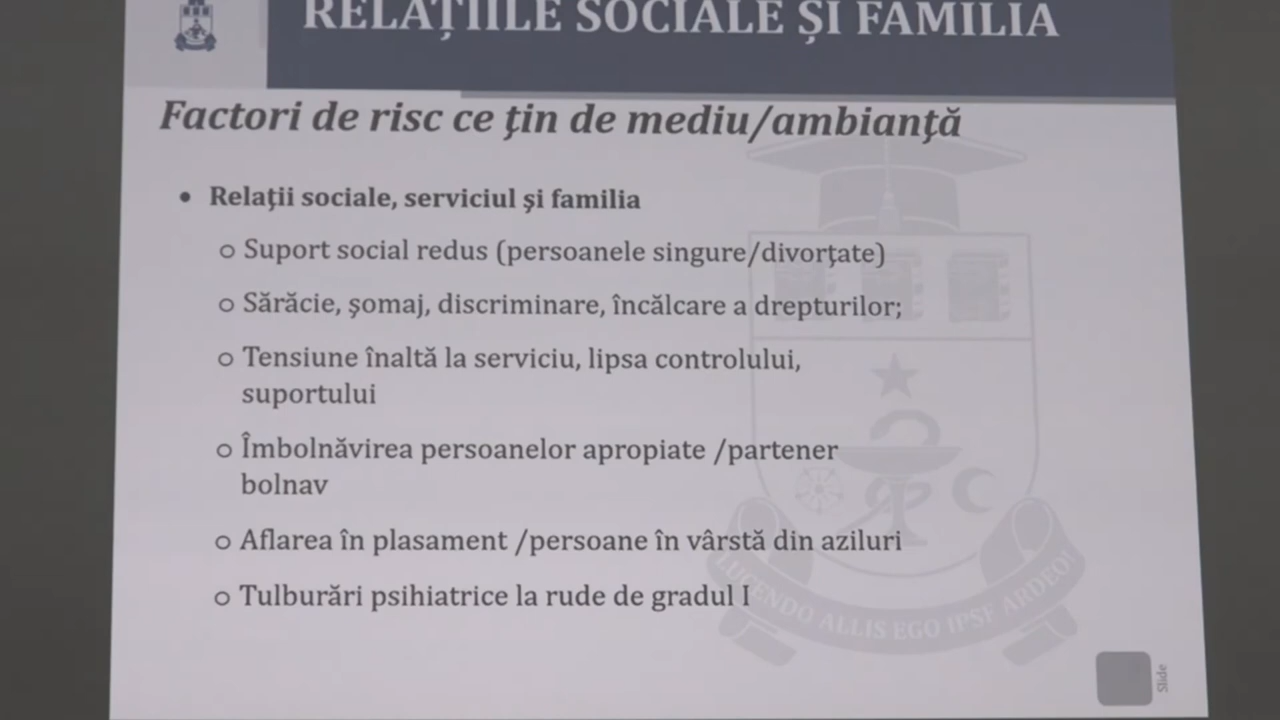 RELAȚIILE SOCIALE ȘI FAMILIA
Factori de risc ce ţin de mediu/ambianţă
• Relaţii sociale, serviciul şi familia
o Suport social redus (persoanele singure/divorţate)
o Sărăcie, şomaj, discriminare, încălcare a drepturilor;
o Tensiune înaltă la serviciu, lipsa controlului,
suportului
o Îmbolnăvirea persoanelor apropiate /partener
bolnav
o Aflarea în plasament /persoane în vârstă din aziluri
o Tulburări psihiatrice la rude de gradul I
LUCENDO ALLIS EGO IPSE ARDEO!
Slide